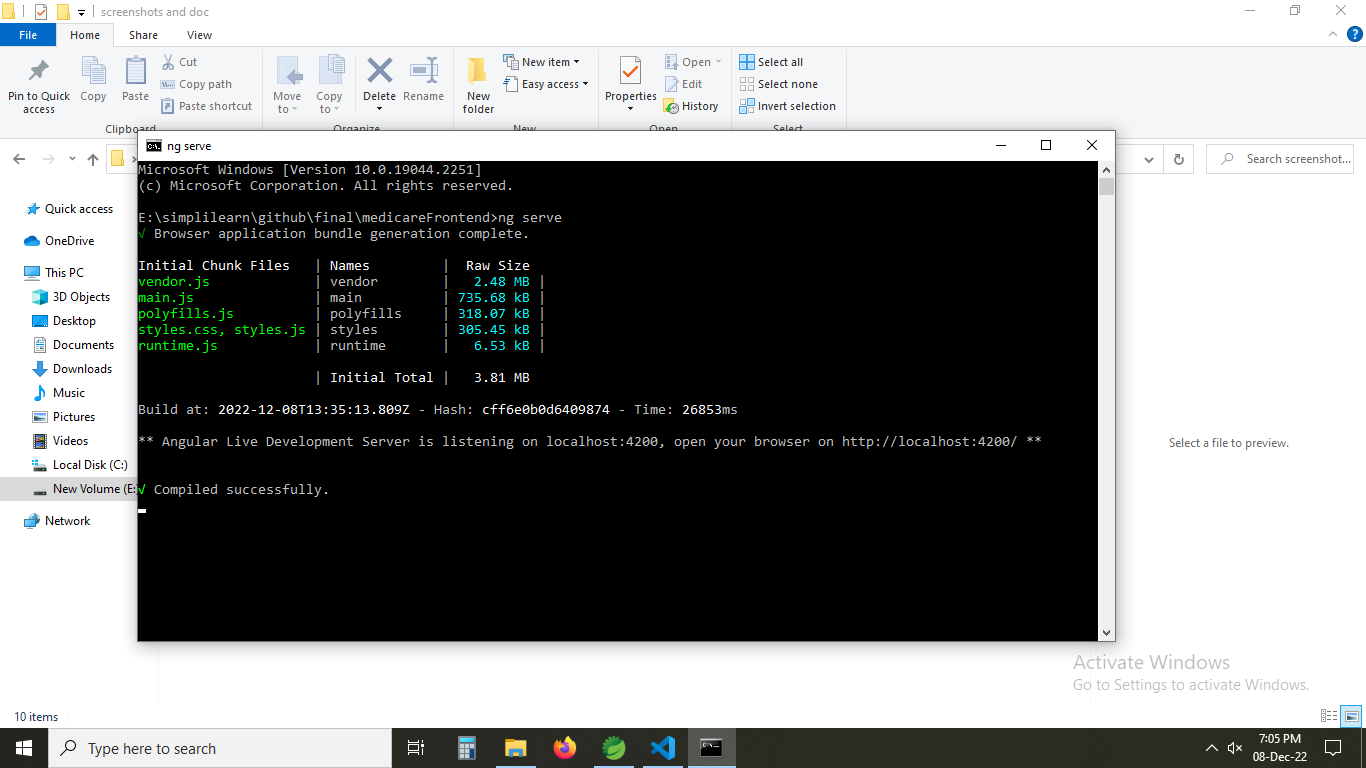 screenshots and doc
File Home Share View
Pin to Quick access
Copy
Paste
Cut
Copy path
Paste shortcut
Clipboard
Move to
Copy to
Delete
Rename
Organize
New folder
New item
Easy access
New
Properties
Open
Edit
History
Open
Select all
Select none
Invert selection
Select
Search screenshot...
ng serve
Microsoft Windows [Version 10.0.19044.2251]
(c) Microsoft Corporation. All rights reserved.
E:\simplilearn\github\final\medicareFrontend>ng serve
√ Browser application bundle generation complete.
Initial Chunk Files | Names | Raw Size
vendor.js | vendor | 2.48 MB |
main.js | main | 735.68 kB |
polyfills.js | polyfills | 318.07 kB |
styles.css, styles.js | styles | 305.45 kB |
runtime.js | runtime | 6.53 kB |
| Initial Total | 3.81 MB
Build at: 2022-12-08T13:35:13.809Z - Hash: cff6e0b0d6409874 - Time: 26853ms
** Angular Live Development Server is listening on localhost:4200, open your browser on http://localhost:4200/ **
√ Compiled successfully.
Quick access
OneDrive
This PC
3D Objects
Desktop
Documents
Downloads
Music
Pictures
Videos
Local Disk (C:)
New Volume (E:
Network
Select a file to preview.
Activate Windows
Go to Settings to activate Windows.
10 items
Type here to search
7:05 PM
08-Dec-22